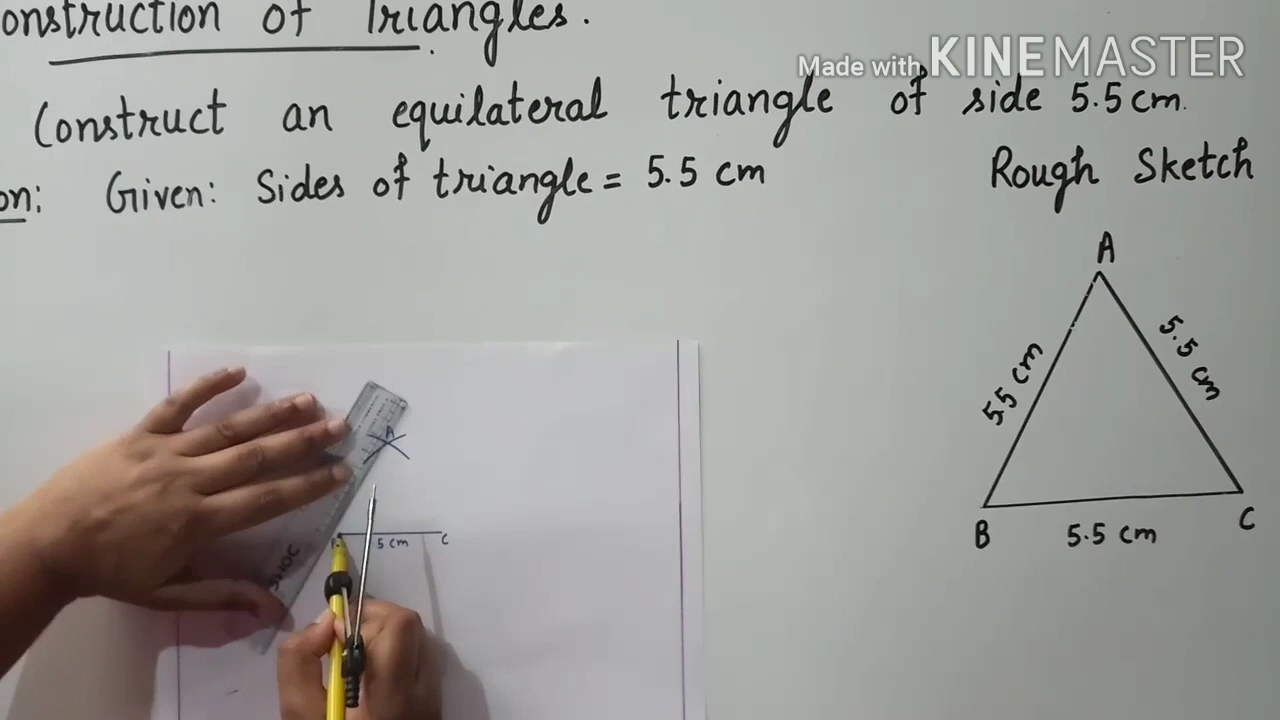 onstruction of Triangles.
Made with KINEMASTER
Construct an equilateral triangle of side 5.5 cm.
on: Given: Sides of triangle = 5.5 cm
Rough Sketch
A
5.5 cm
5.5 cm
B
5.5 cm
C
A
5 cm
C